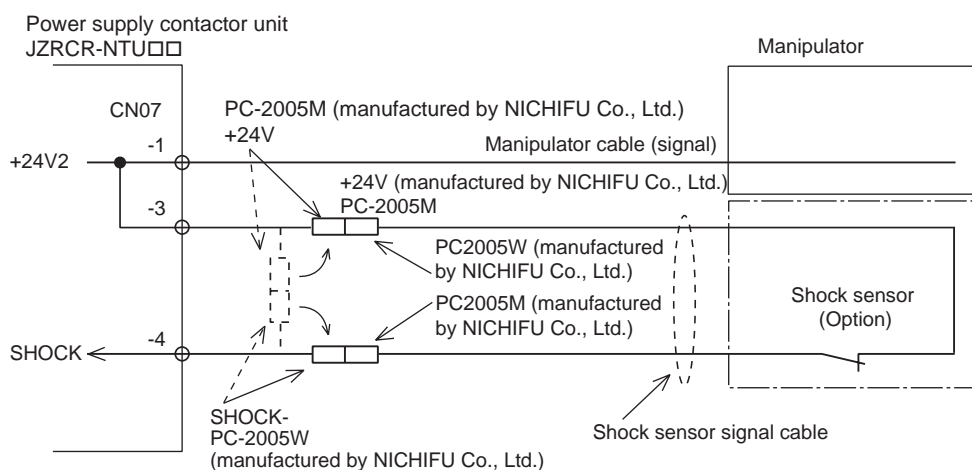 Power supply contactor unit
JZRCR-NTU□□
Manipulator
CN07
PC-2005M (manufactured by NICHIFU Co., Ltd.)
+24V
-1
Manipulator cable (signal)
+24V2
+24V (manufactured by NICHIFU Co., Ltd.)
PC-2005M
-3
PC2005W (manufactured
by NICHIFU Co., Ltd.)
PC2005M (manufactured
by NICHIFU Co., Ltd.)
Shock sensor
(Option)
-4
SHOCK
SHOCK-
PC-2005W
(manufactured by NICHIFU Co., Ltd.)
Shock sensor signal cable